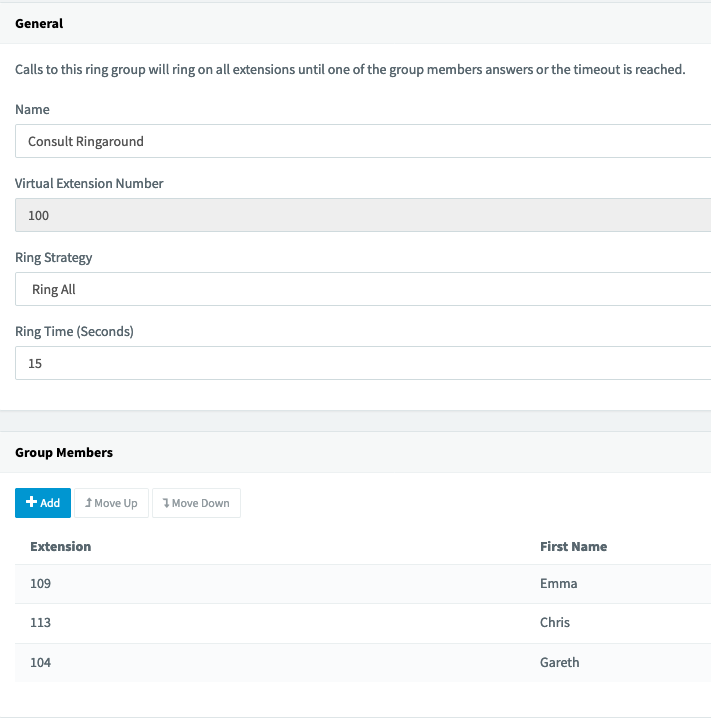 General
Calls to this ring group will ring on all extensions until one of the group members answers or the timeout is reached.
Name
Consult Ringaround
Virtual Extension Number
100
Ring Strategy
Ring All
Ring Time (Seconds)
15
Group Members
Add Move Up Move Down
Extension First Name
109 Emma
113 Chris
104 Gareth